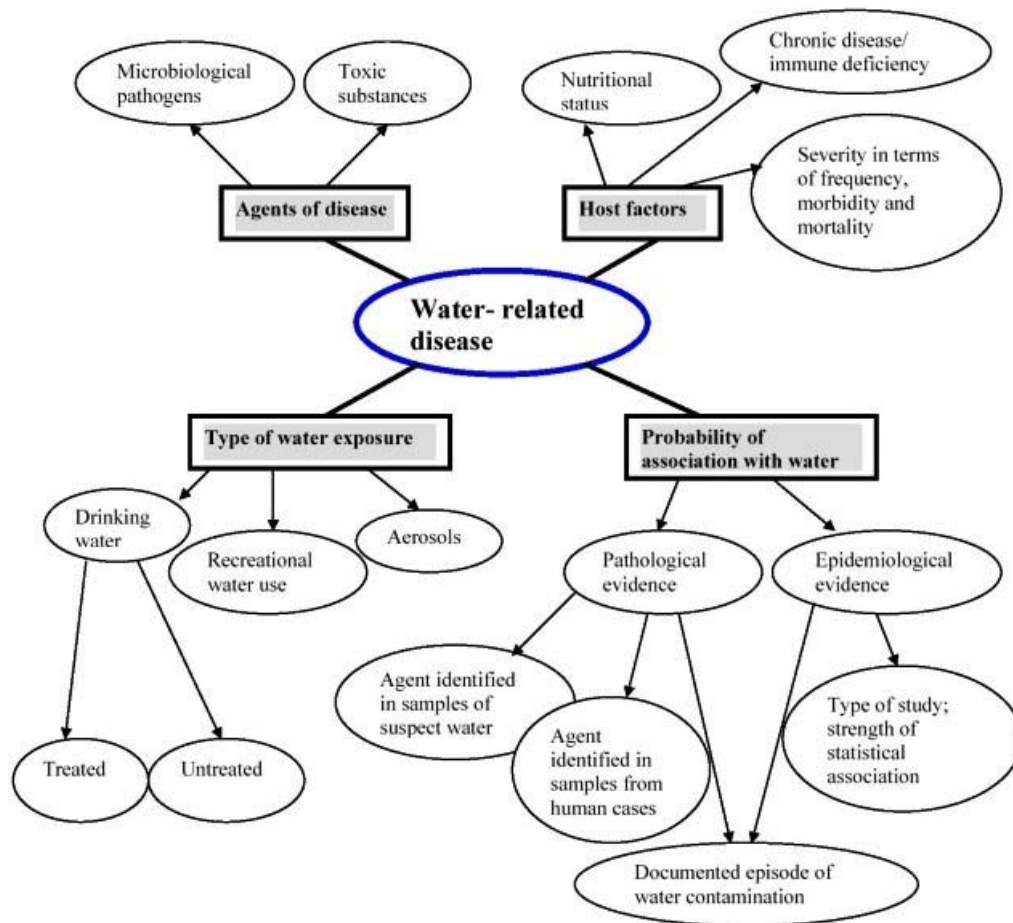 Microbiological
pathogens
Toxic
substances
Nutritional
status
Chronic disease/
immune deficiency
Severity in terms
of frequency,
morbidity and
mortality
Agents of disease
Host factors
Water- related
disease
Type of water exposure
Probability of
association with water
Drinking
water
Recreational
water use
Aerosols
Pathological
evidence
Epidemiological
evidence
Agent identified
in samples of
suspect water
Agent
identified in
samples from
human cases
Type of study;
strength of
statistical
association
Treated
Untreated
Documented episode of
water contamination